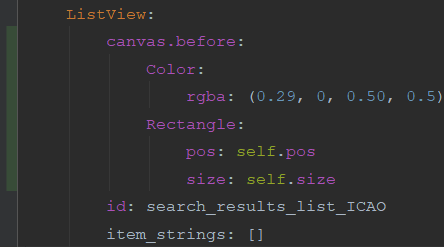 ListView:
canvas.before:
Color:
rgba: (0.29, 0, 0.50, 0.5)
Rectangle:
pos: self.pos
size: self.size
id: search_results_list_ICAO
item_strings: []